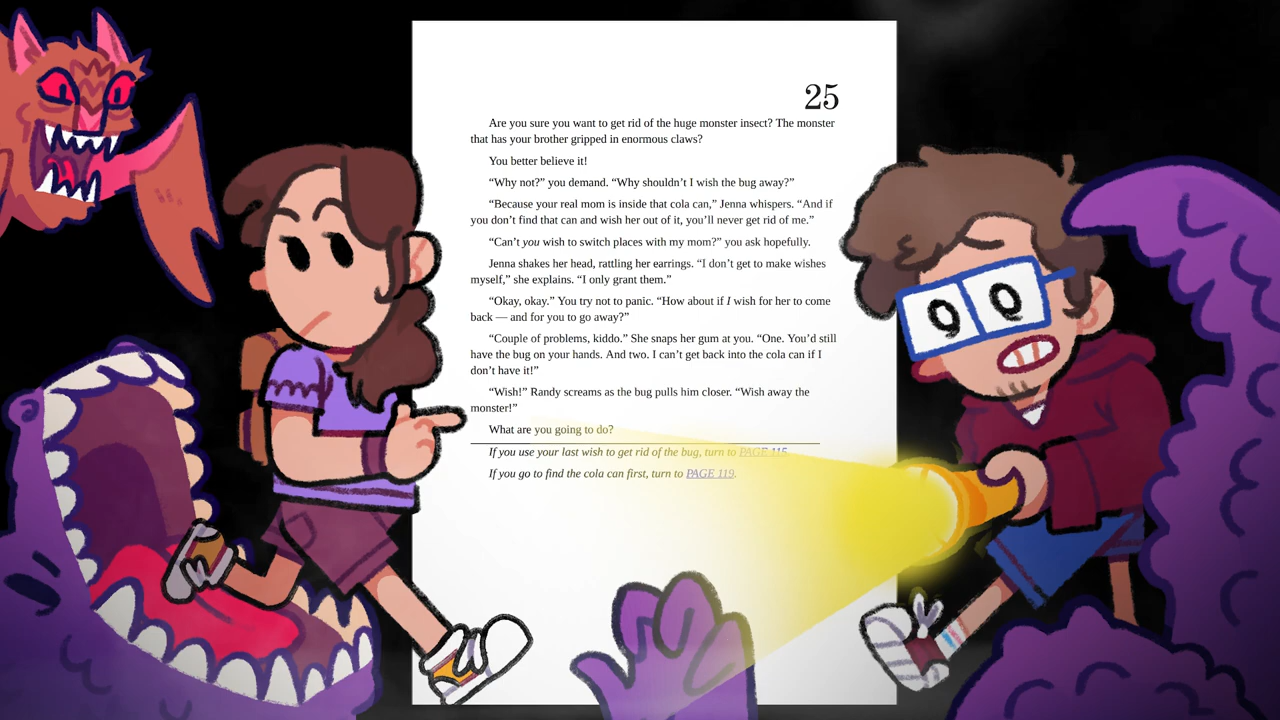 25
Are you sure you want to get rid of the huge monster insect? The monster
that has your brother gripped in enormous claws?
You better believe it!
“Why not?” you demand. “Why shouldn’t I wish the bug away?”
“Because your real mom is inside that cola can,” Jenna whispers. “And if
you don’t find that can and wish her out of it, you’ll never get rid of me.”
“Can’t you wish to switch places with my mom?” you ask hopefully.
Jenna shakes her head, rattling her earrings. “I don’t get to make wishes
myself,” she explains. “I only grant them.”
“Okay, okay.” You try not to panic. “How about if I wish for her to come
back — and for you to go away?”
“Couple of problems, kiddo.” She snaps her gum at you. “One. You’d still
have the bug on your hands. And two. I can’t get back into the cola can if I
don’t have it!”
“Wish!” Randy screams as the bug pulls him closer. “Wish away the
monster!”
What are you going to do?
If you use your last wish to get rid of the bug, turn to PAGE 115.
If you go to find the cola can first, turn to PAGE 119.